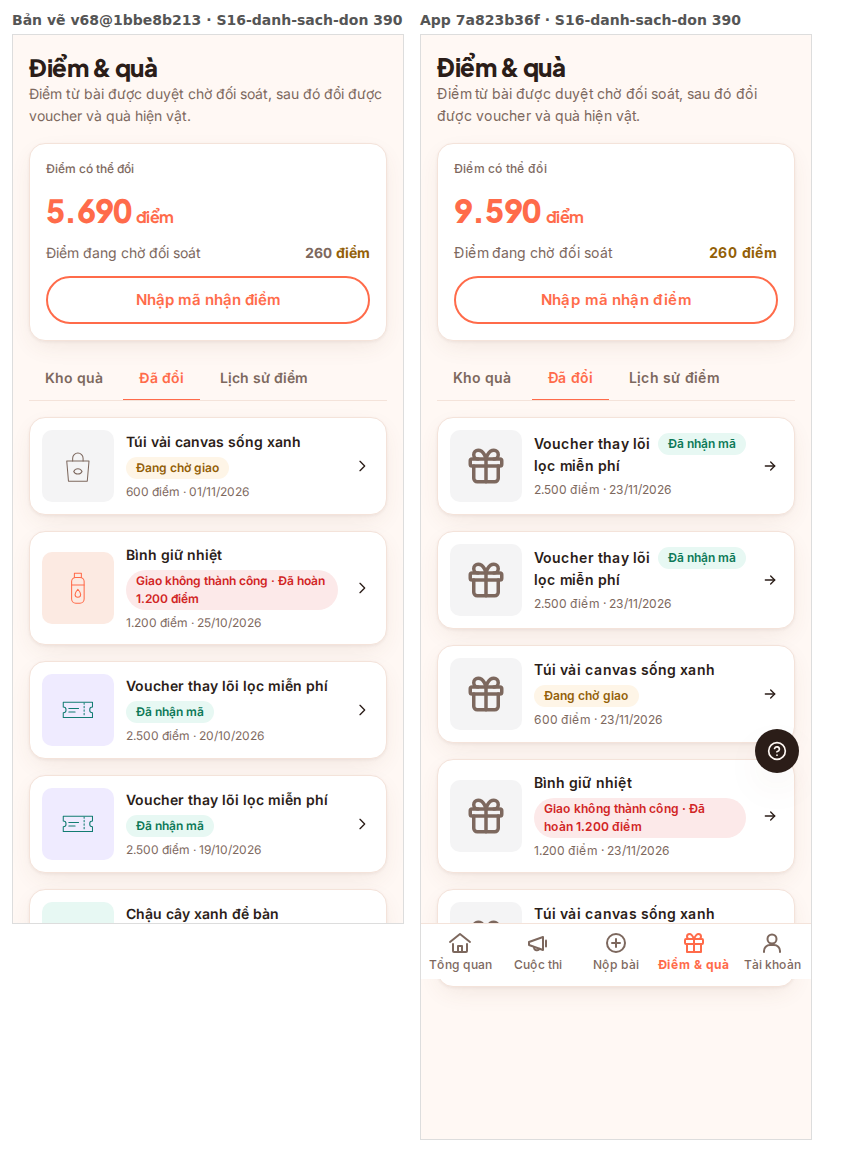 Bản vẽ v68@1bbe8b213 · S16-danh-sach-don 390
Điểm & quà
Điểm từ bài được duyệt chờ đối soát, sau đó đổi được
voucher và quà hiện vật.
Điểm có thể đổi
5.690 điểm
Điểm đang chờ đối soát 260 điểm
Nhập mã nhận điểm
Kho quà Đã đổi Lịch sử điểm
Túi vải canvas sống xanh
Đang chờ giao
600 điểm · 01/11/2026
Bình giữ nhiệt
Giao không thành công · Đã hoàn
1.200 điểm
1.200 điểm · 25/10/2026
Voucher thay lõi lọc miễn phí
Đã nhận mã
2.500 điểm · 20/10/2026
Voucher thay lõi lọc miễn phí
Đã nhận mã
2.500 điểm · 19/10/2026
Chậu cây xanh để bàn
App 7a823b36f · S16-danh-sach-don 390
Điểm & quà
Điểm từ bài được duyệt chờ đối soát, sau đó đổi
được voucher và quà hiện vật.
Điểm có thể đổi
9.590 điểm
Điểm đang chờ đối soát 260 điểm
Nhập mã nhận điểm
Kho quà Đã đổi Lịch sử điểm
Voucher thay lõi Đã nhận mã
lọc miễn phí
2.500 điểm · 23/11/2026
Voucher thay lõi Đã nhận mã
lọc miễn phí
2.500 điểm · 23/11/2026
Túi vải canvas sống xanh
Đang chờ giao
600 điểm · 23/11/2026
Bình giữ nhiệt
Giao không thành công · Đã
hoàn 1.200 điểm
1.200 điểm · 23/11/2026
Túi vải canvas sống xanh
Tổng quan Cuộc thi Nộp bài Điểm & quà Tài khoản